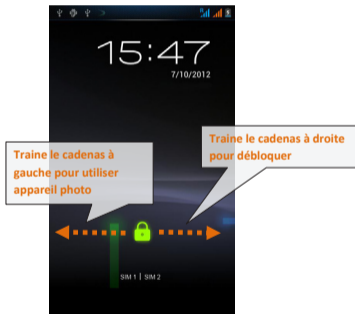 15:47
7/10/2012
Traine le cadenas à droite
pour débloquer
Traine le cadenas à
gauche pour utiliser
appareil photo
SIM 1 | SIM 2